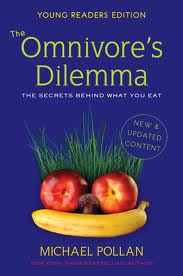 YOUNG READERS EDITION
The
Omnivore's
Dilemma
THE SECRETS BEHIND WHAT YOU EAT
NEW &
UPDATED
CONTENT
MICHAEL POLLAN